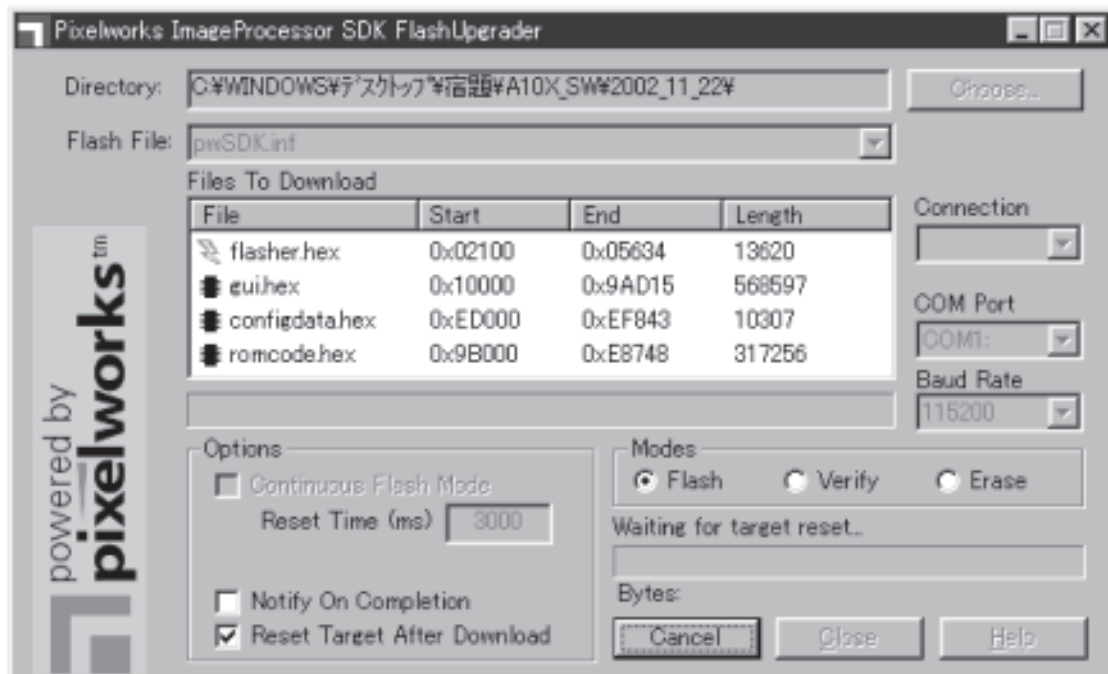 Pixelworks ImageProcessor SDK FlashUpgrader
Directory: C:¥WINDOWS¥デスクトップ¥宿題¥A10X_SW¥2002_11_22¥ Choose...
Flash File: pwSDK.inf
Files To Download
File Start End Length
flasher.hex 0x02100 0x05634 13620
gui.hex 0x10000 0x9AD15 568597
configdata.hex 0xED000 0xEF843 10307
romcode.hex 0x9B000 0xE8748 317256
Connection
COM Port
COM1:
Baud Rate
115200
powered by
pixelworks™
Options
Continuous Flash Mode
Reset Time (ms) 3000
Notify On Completion
Reset Target After Download
Modes
Flash Verify Erase
Waiting for target reset...
Bytes:
Cancel Close Help